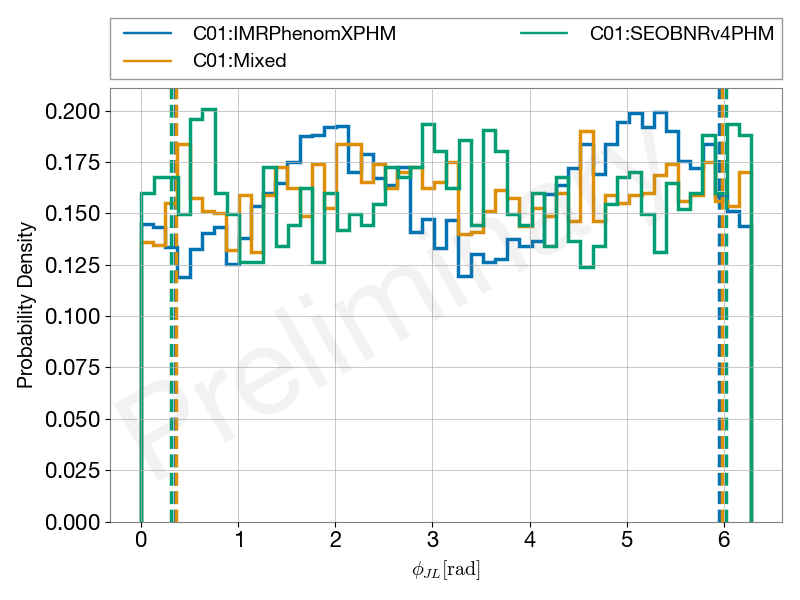 C01:IMRPhenomXPHM
C01:SEOBNRv4PHM
C01:Mixed
Probability Density
0.200
0.175
0.150
0.125
0.100
0.075
0.050
0.025
0.000
0 1 2 3 4 5 6
ϕ_JL[rad]
Preliminary